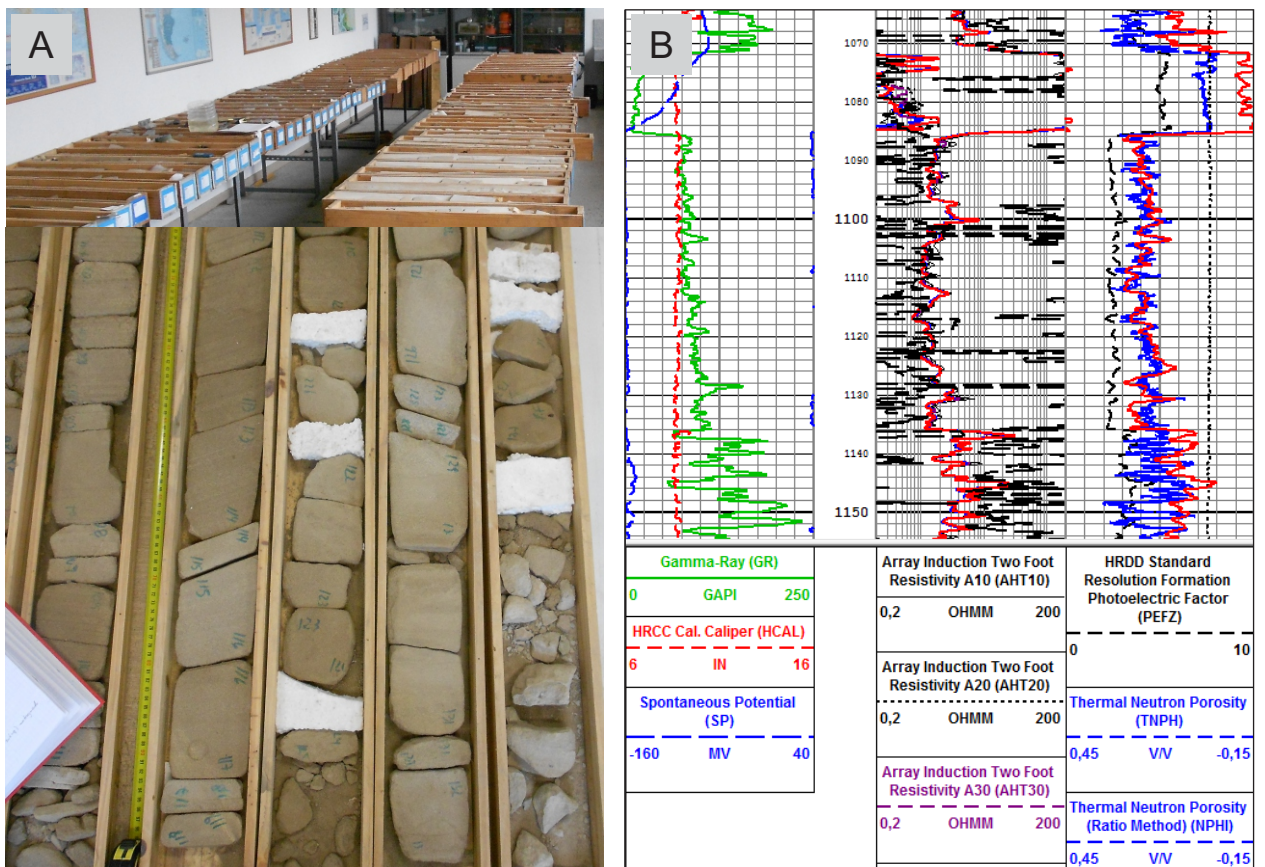 A
B
1070
1080
1090
1100
1110
1120
1130
1140
1150
Gamma-Ray (GR)
0 GAPI 250
HRCC Cal. Caliper (HCAL)
6 IN 16
Spontaneous Potential
(SP)
-160 MV 40
Array Induction Two Foot
Resistivity A10 (AHT10)
0,2 OHMM 200
Array Induction Two Foot
Resistivity A20 (AHT20)
0,2 OHMM 200
Array Induction Two Foot
Resistivity A30 (AHT30)
0,2 OHMM 200
HRDD Standard
Resolution Formation
Photoelectric Factor
(PEFZ)
0 10
Thermal Neutron Porosity
(TNPH)
0,45 V/V -0,15
Thermal Neutron Porosity
(Ratio Method) (NPHI)
0,45 V/V -0,15